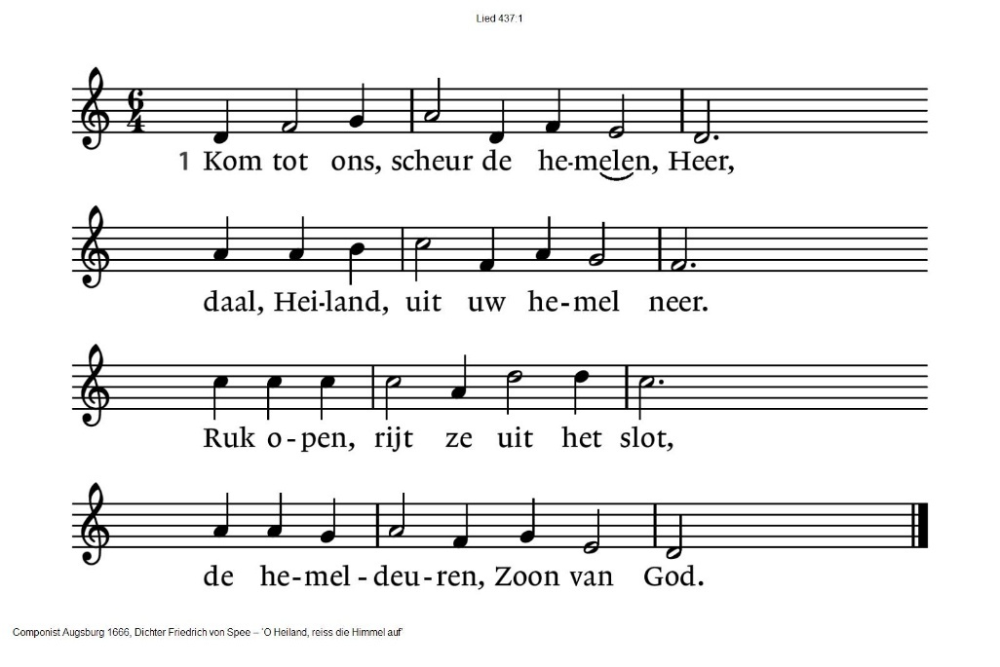 Lied 437:1
6
4
1 Kom tot ons, scheur de he-melen, Heer,
daal, Hei-land, uit uw he-mel neer.
Ruk o-pen, rijt ze uit het slot,
de he-mel-deu-ren, Zoon van God.
Componist Augsburg 1666, Dichter Friedrich von Spee – 'O Heiland, reiss die Himmel auf'